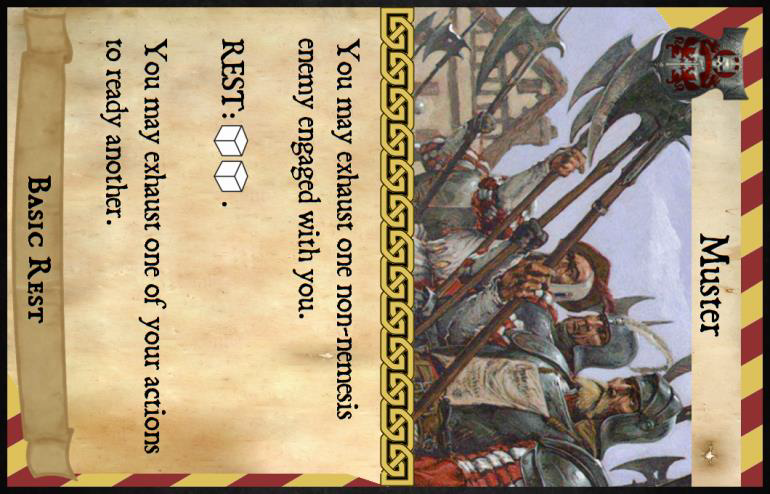 Muster
You may exhaust one non-nemesis
enemy engaged with you.
REST: .
You may exhaust one of your actions
to ready another.
BASIC REST